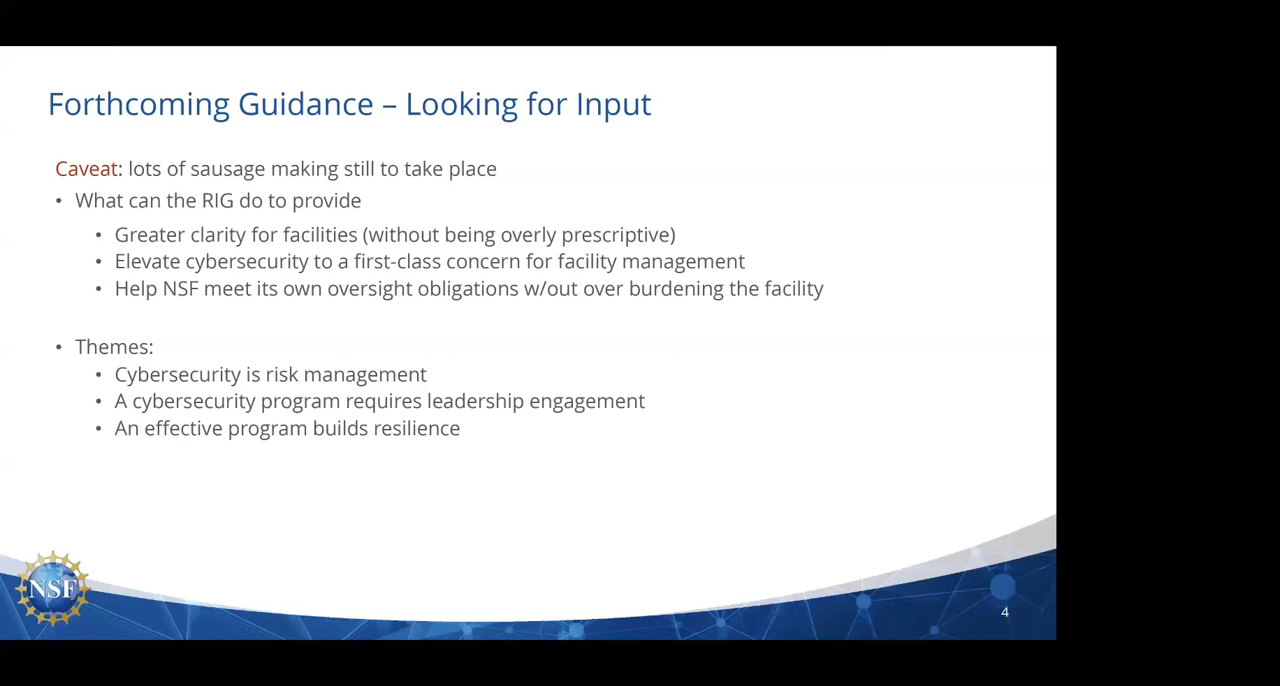 Forthcoming Guidance – Looking for Input
Caveat: lots of sausage making still to take place
• What can the RIG do to provide
• Greater clarity for facilities (without being overly prescriptive)
• Elevate cybersecurity to a first-class concern for facility management
• Help NSF meet its own oversight obligations w/out over burdening the facility
• Themes:
• Cybersecurity is risk management
• A cybersecurity program requires leadership engagement
• An effective program builds resilience
NSF
4